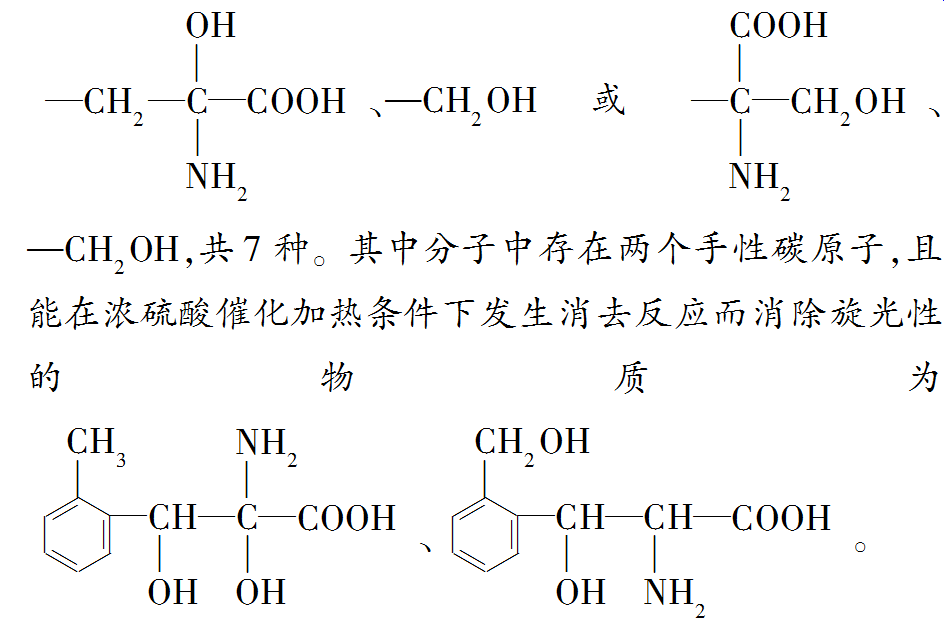 OH COOH
—CH₂—C—COOH、—CH₂OH 或 —C—CH₂OH、
NH₂ NH₂
—CH₂OH,共7种。其中分子中存在两个手性碳原子,且
能在浓硫酸催化加热条件下发生消去反应而消除旋光性
的物质为
CH₃ NH₂ CH₂OH
CH—C—COOH、CH—CH—COOH。
OH OH OH NH₂